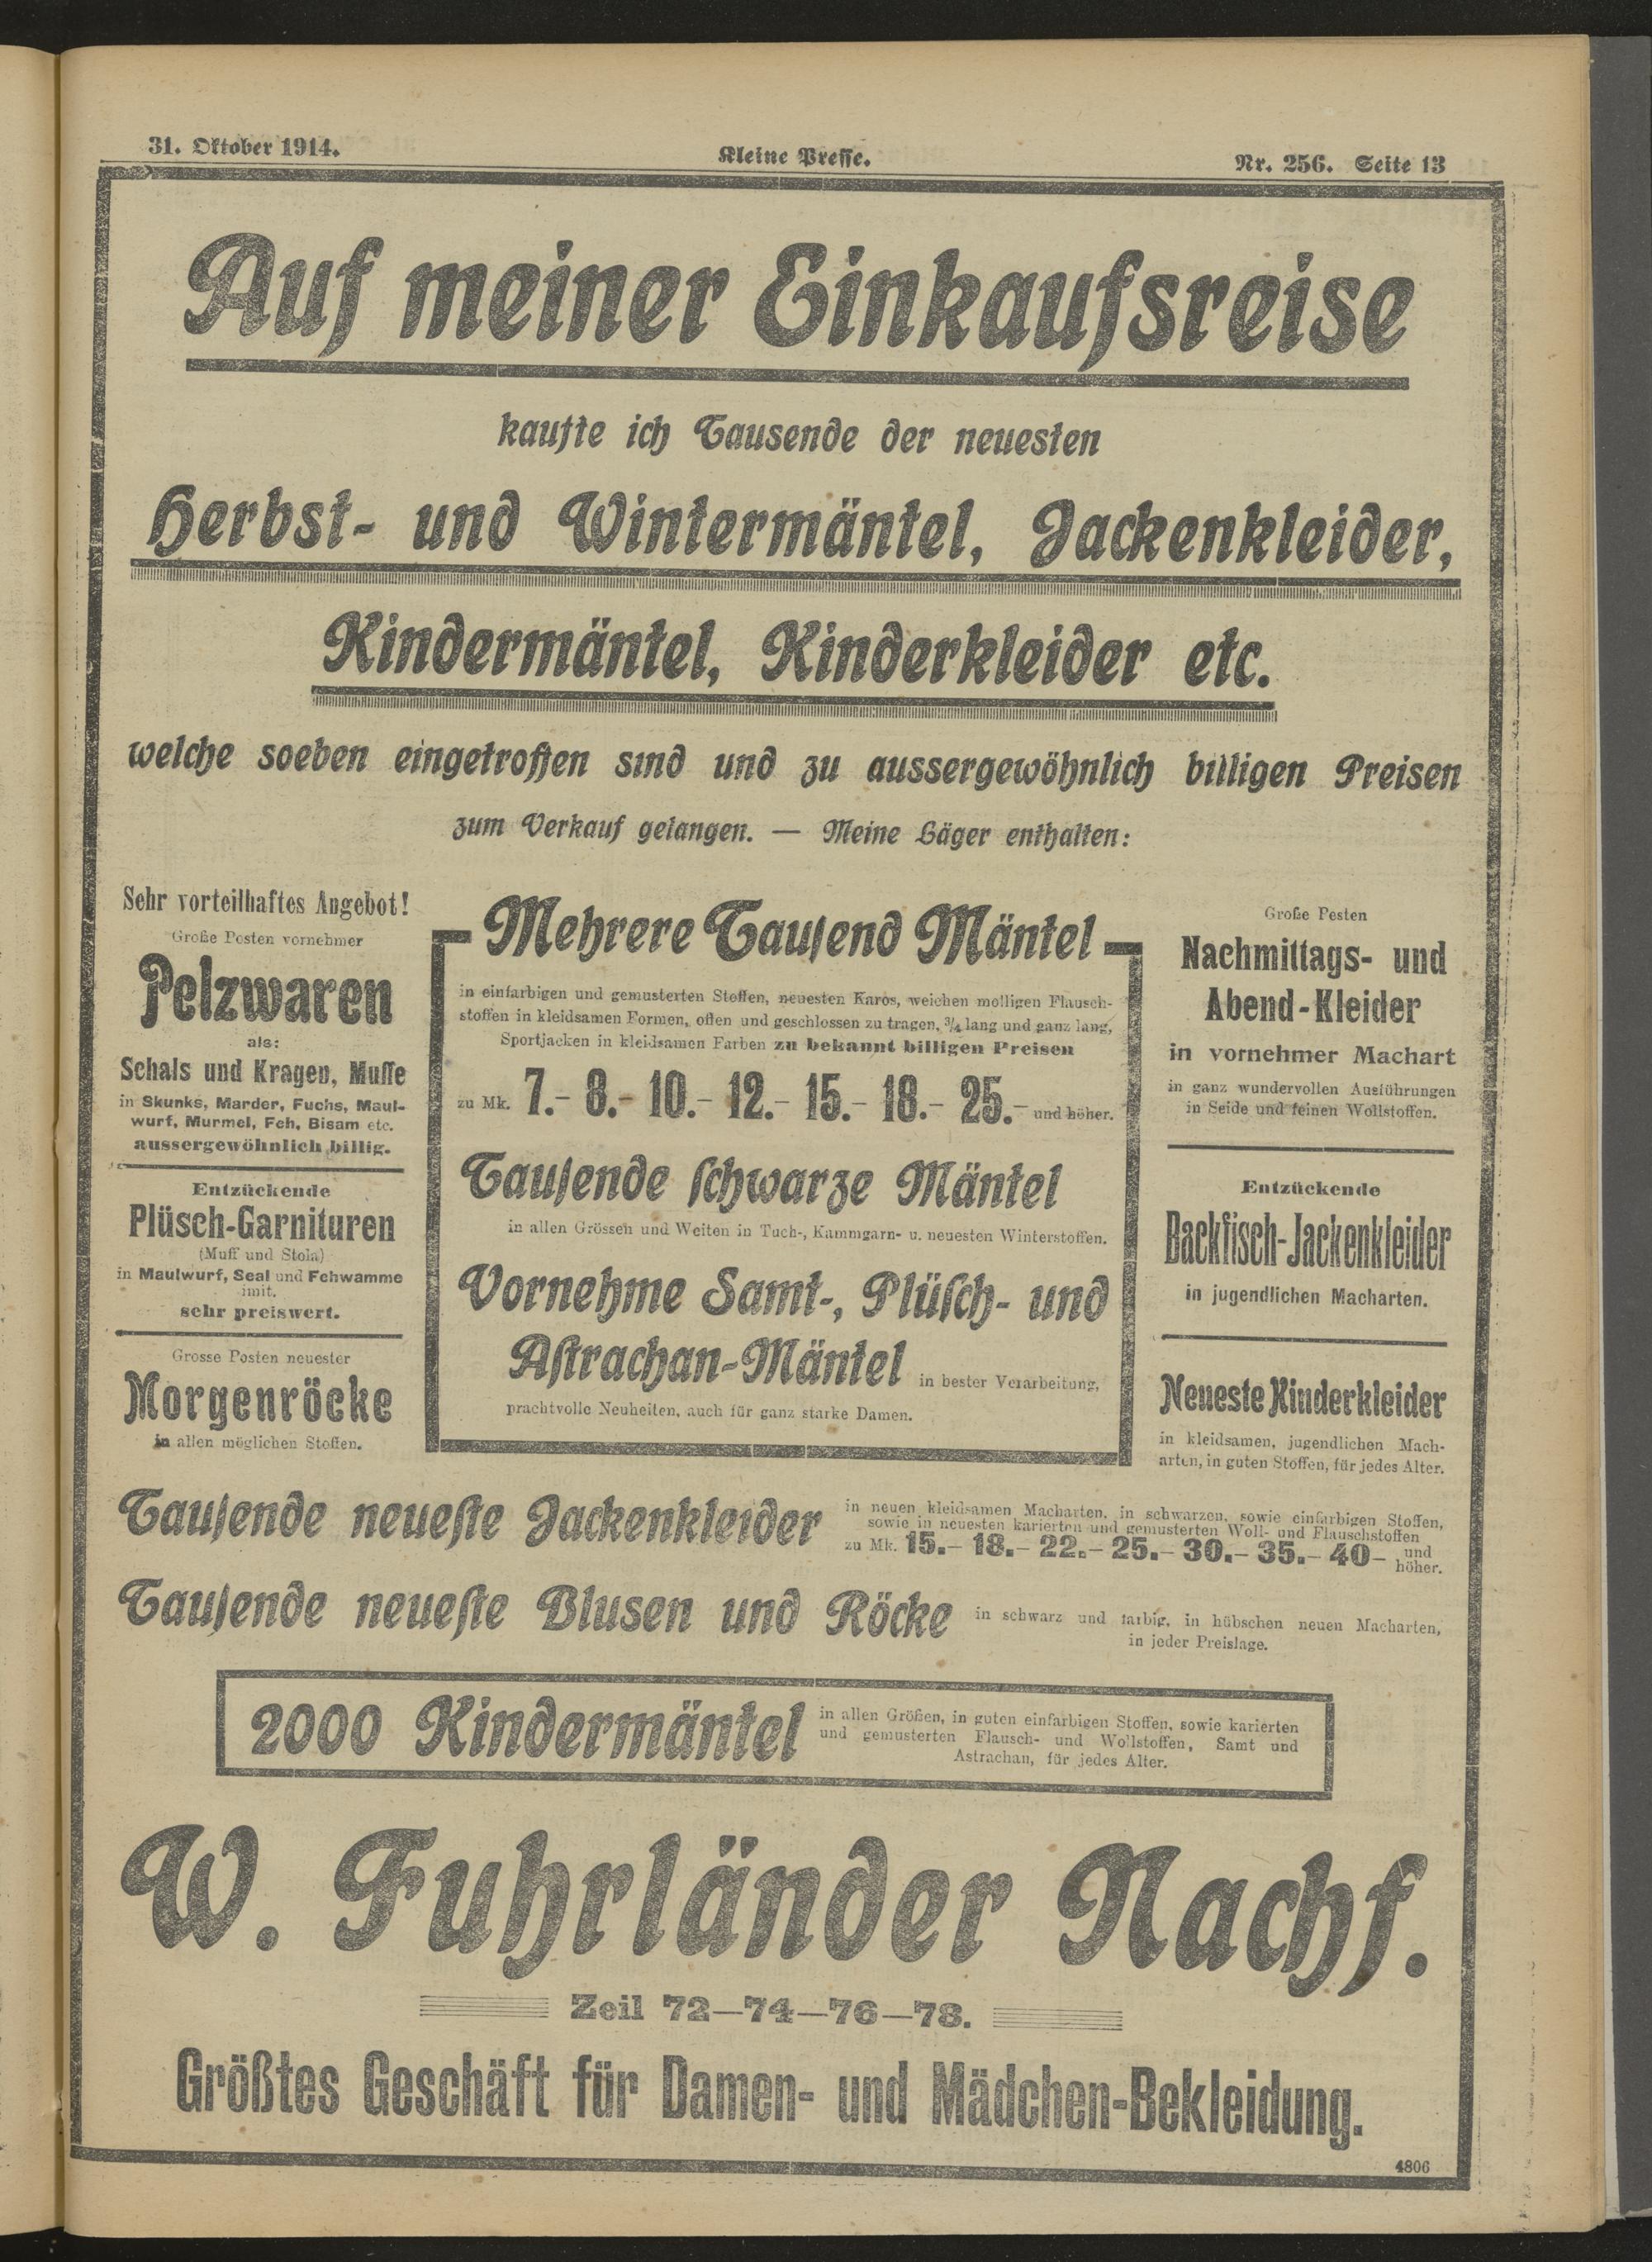 31. Oktober 1914.
Kleine Presse.
Nr. 256. Seite 13
Auf meiner Einkaufsreise
kaufte ich Tausende der neuesten
Herbst- und Wintermäntel, Jackenkleider,
Kindermäntel, Kinderkleider etc.
welche soeben eingetroffen sind und zu aussergewöhnlich billigen Preisen
zum Verkauf gelangen. — Meine Läger enthalten:
Sehr vorteilhaftes Angebot!
Große Posten vornehmer
Pelzwaren
als:
Schals und Kragen, Muffe
in Skunks, Marder, Fuchs, Maul-
wurf, Murmel, Feh, Bisam etc.
aussergewöhnlich billig.
Entzückende
Plüsch-Garnituren
(Muff und Stola)
in Maulwurf, Seal und Fehwamme
imit.
sehr preiswert.
Grosse Posten neuester
Morgenröcke
in allen möglichen Stoffen.
Mehrere Tausend Mäntel
in einfarbigen und gemusterten Stoffen, neuesten Karos, weichen molligen Flausch-
stoffen in kleidsamen Formen, offen und geschlossen zu tragen, ¾ lang und ganz lang,
Sportjacken in kleidsamen Farben zu bekannt billigen Preisen
zu Mk. 7.- 8.- 10.- 12.- 15.- 18.- 25.- und höher.
Tausende schwarze Mäntel
in allen Grössen und Weiten in Tuch-, Kammgarn- u. neuesten Winterstoffen.
Vornehme Samt-, Plüsch- und
Astrachan-Mäntel in bester Verarbeitung,
prachtvolle Neuheiten, auch für ganz starke Damen.
Große Posten
Nachmittags- und
Abend-Kleider
in vornehmer Machart
in ganz wundervollen Ausführungen
in Seide und feinen Wollstoffen.
Entzückende
Backfisch-Jackenkleider
in jugendlichen Macharten.
Neueste Kinderkleider
in kleidsamen, jugendlichen Mach-
arten, in guten Stoffen, für jedes Alter.
Tausende neueste Jackenkleider
in neuen kleidsamen Macharten, in schwarzen, sowie einfarbigen Stoffen,
sowie in neuesten karierten und gemusterten Woll- und Flauschstoffen
zu Mk. 15.- 18.- 22.- 25.- 30.- 35.- 40- und höher.
Tausende neueste Blusen und Röcke
in schwarz und farbig, in hübschen neuen Macharten,
in jeder Preislage.
2000 Kindermäntel
in allen Größen, in guten einfarbigen Stoffen, sowie karierten
und gemusterten Flausch- und Wollstoffen, Samt und
Astrachan, für jedes Alter.
W. Fuhrländer Nachf.
Zeil 72—74—76—78.
Größtes Geschäft für Damen- und Mädchen-Bekleidung.
4806